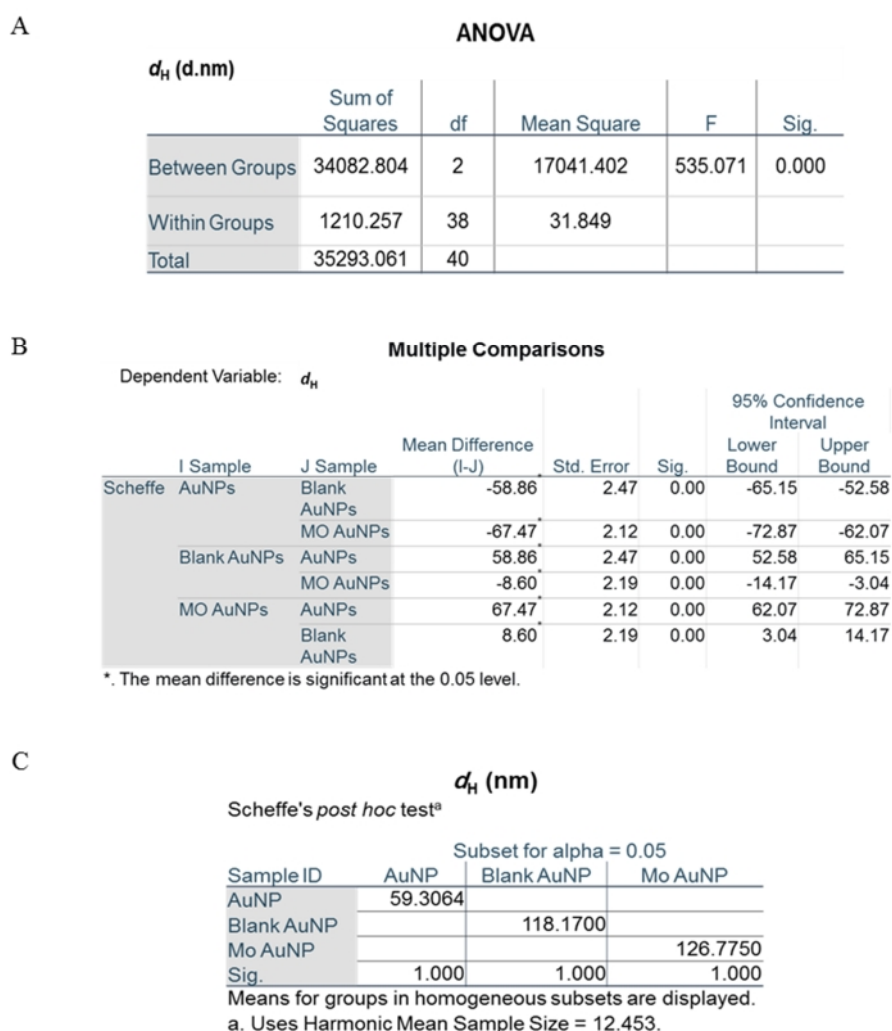 A
ANOVA
dH (d.nm)
Sum of Squares df Mean Square F Sig.
Between Groups 34082.804 2 17041.402 535.071 0.000
Within Groups 1210.257 38 31.849
Total 35293.061 40
B
Multiple Comparisons
Dependent Variable: dH
95% Confidence Interval
I Sample J Sample Mean Difference (I-J) Std. Error Sig. Lower Bound Upper Bound
Scheffe AuNPs Blank AuNPs -58.86* 2.47 0.00 -65.15 -52.58
MO AuNPs -67.47* 2.12 0.00 -72.87 -62.07
Blank AuNPs AuNPs 58.86* 2.47 0.00 52.58 65.15
MO AuNPs -8.60* 2.19 0.00 -14.17 -3.04
MO AuNPs AuNPs 67.47* 2.12 0.00 62.07 72.87
Blank AuNPs 8.60* 2.19 0.00 3.04 14.17
*. The mean difference is significant at the 0.05 level.
C
dH (nm)
Scheffe's post hoc testa
Subset for alpha = 0.05
Sample ID AuNP Blank AuNP Mo AuNP
AuNP 59.3064
Blank AuNP 118.1700
Mo AuNP 126.7750
Sig. 1.000 1.000 1.000
Means for groups in homogeneous subsets are displayed.
a. Uses Harmonic Mean Sample Size = 12.453.